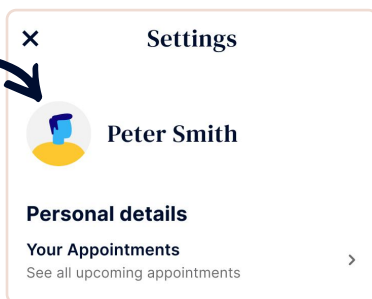 Settings
Peter Smith
Personal details
Your Appointments
See all upcoming appointments